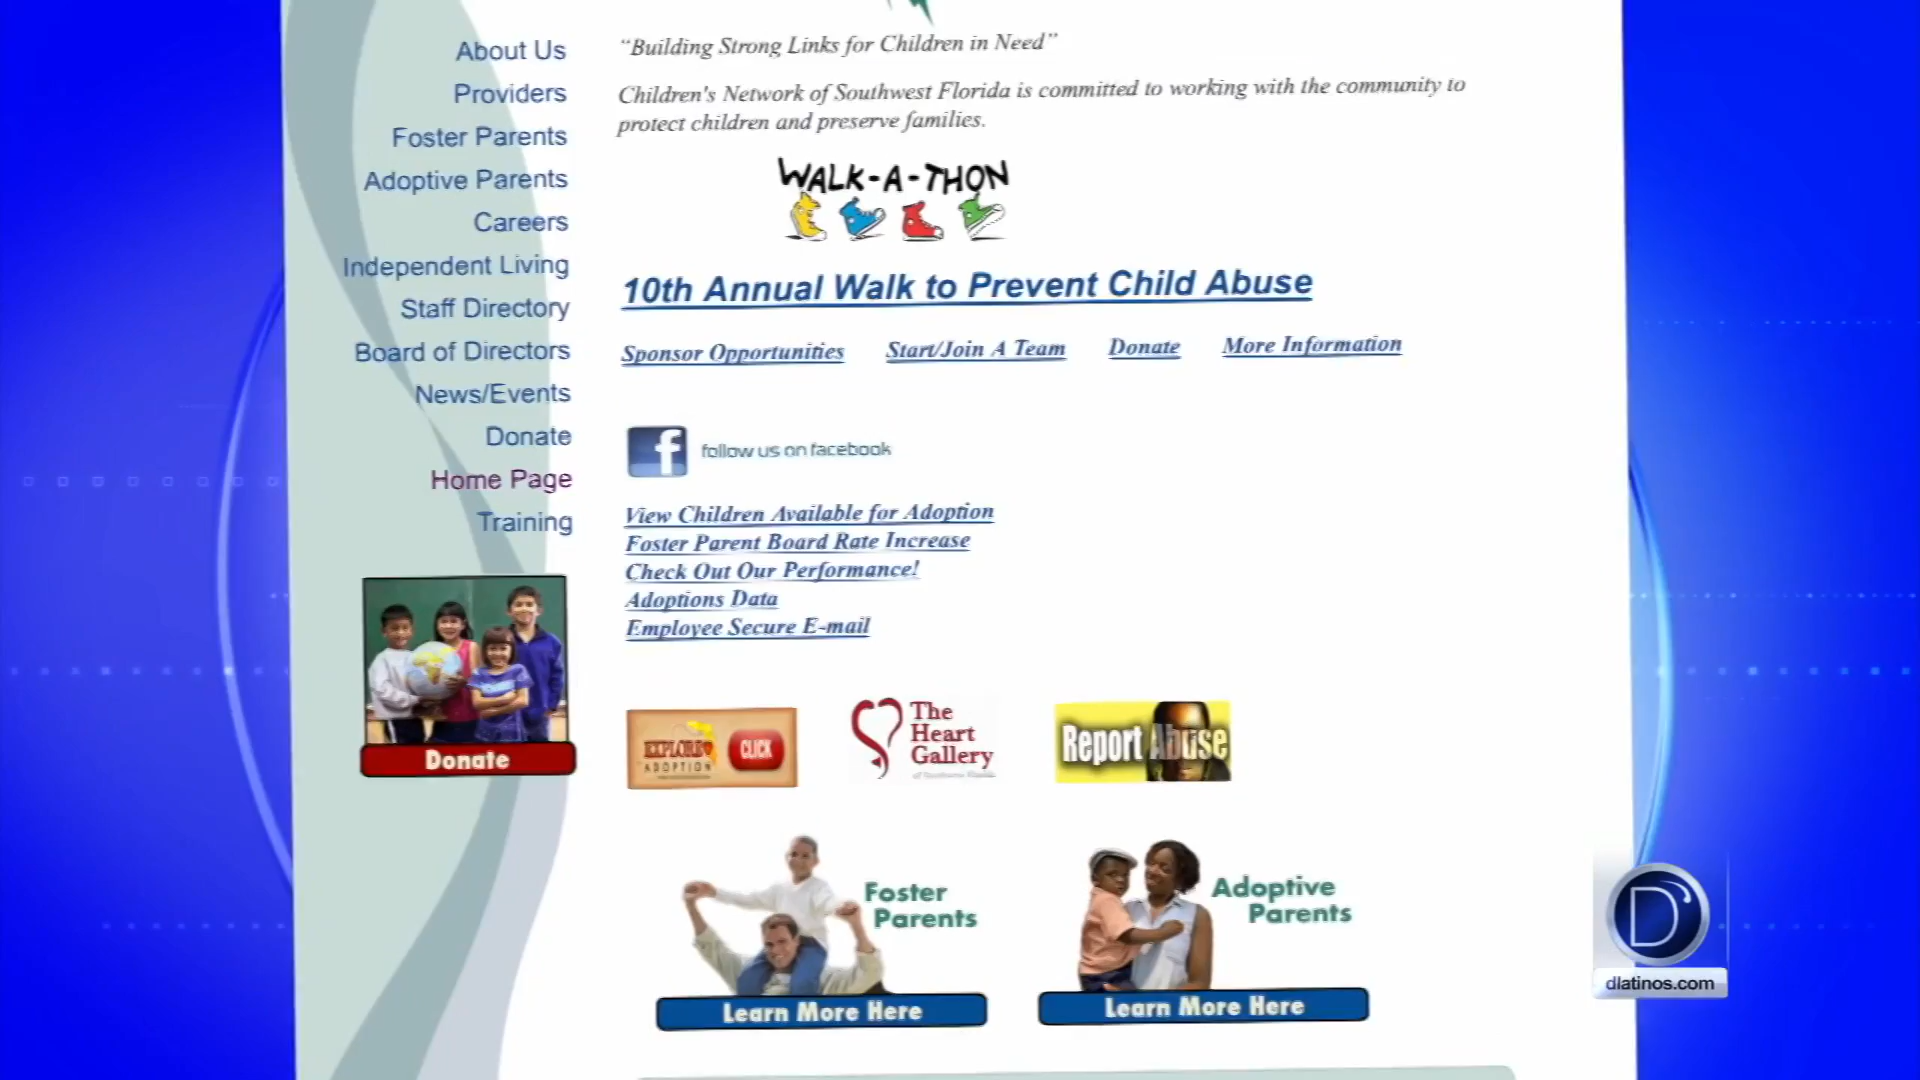 About Us
Providers
Foster Parents
Adoptive Parents
Careers
Independent Living
Staff Directory
Board of Directors
News/Events
Donate
Home Page
Training
Donate
“Building Strong Links for Children in Need”
Children's Network of Southwest Florida is committed to working with the community to
protect children and preserve families.
WALK-A-THON
10th Annual Walk to Prevent Child Abuse
Sponsor Opportunities Start/Join A Team Donate More Information
f follow us on facebook
View Children Available for Adoption
Foster Parent Board Rate Increase
Check Out Our Performance!
Adoptions Data
Employee Secure E-mail
EXPLORE
ADOPTION
CLICK
The
Heart
Gallery
Report Abuse
Foster
Parents
Learn More Here
Adoptive
Parents
Learn More Here
D
dlatinos.com